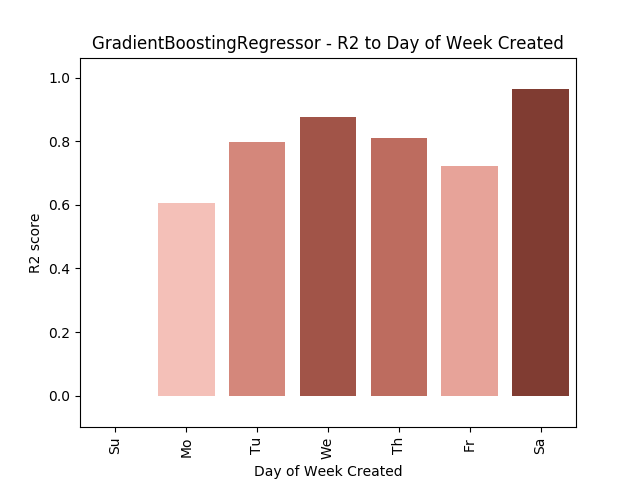 GradientBoostingRegressor - R2 to Day of Week Created
1.0
0.8
0.6
0.4
0.2
0.0
R2 score
Su Mo Tu We Th Fr Sa
Day of Week Created